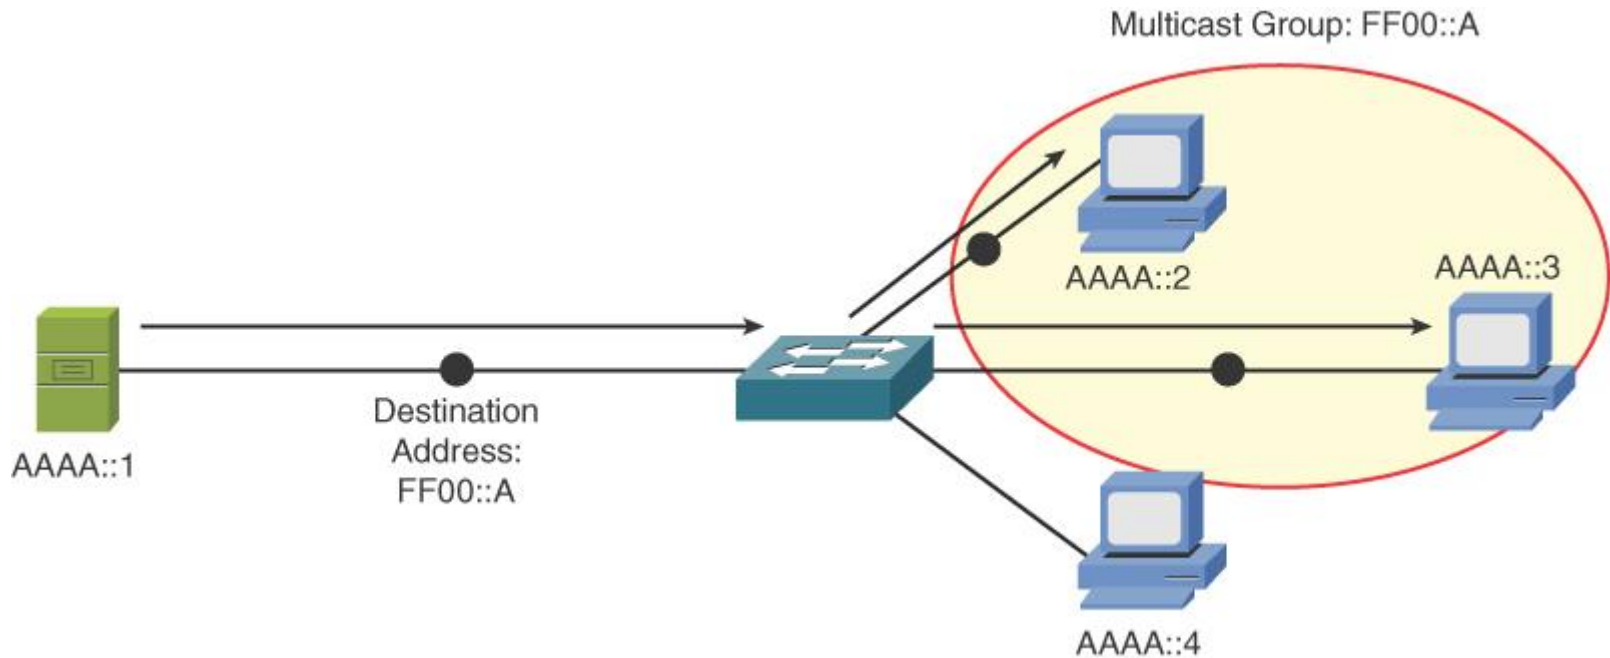 Multicast Group: FF00::A
AAAA::2
AAAA::3
Destination
Address:
FF00::A
AAAA::1
AAAA::4